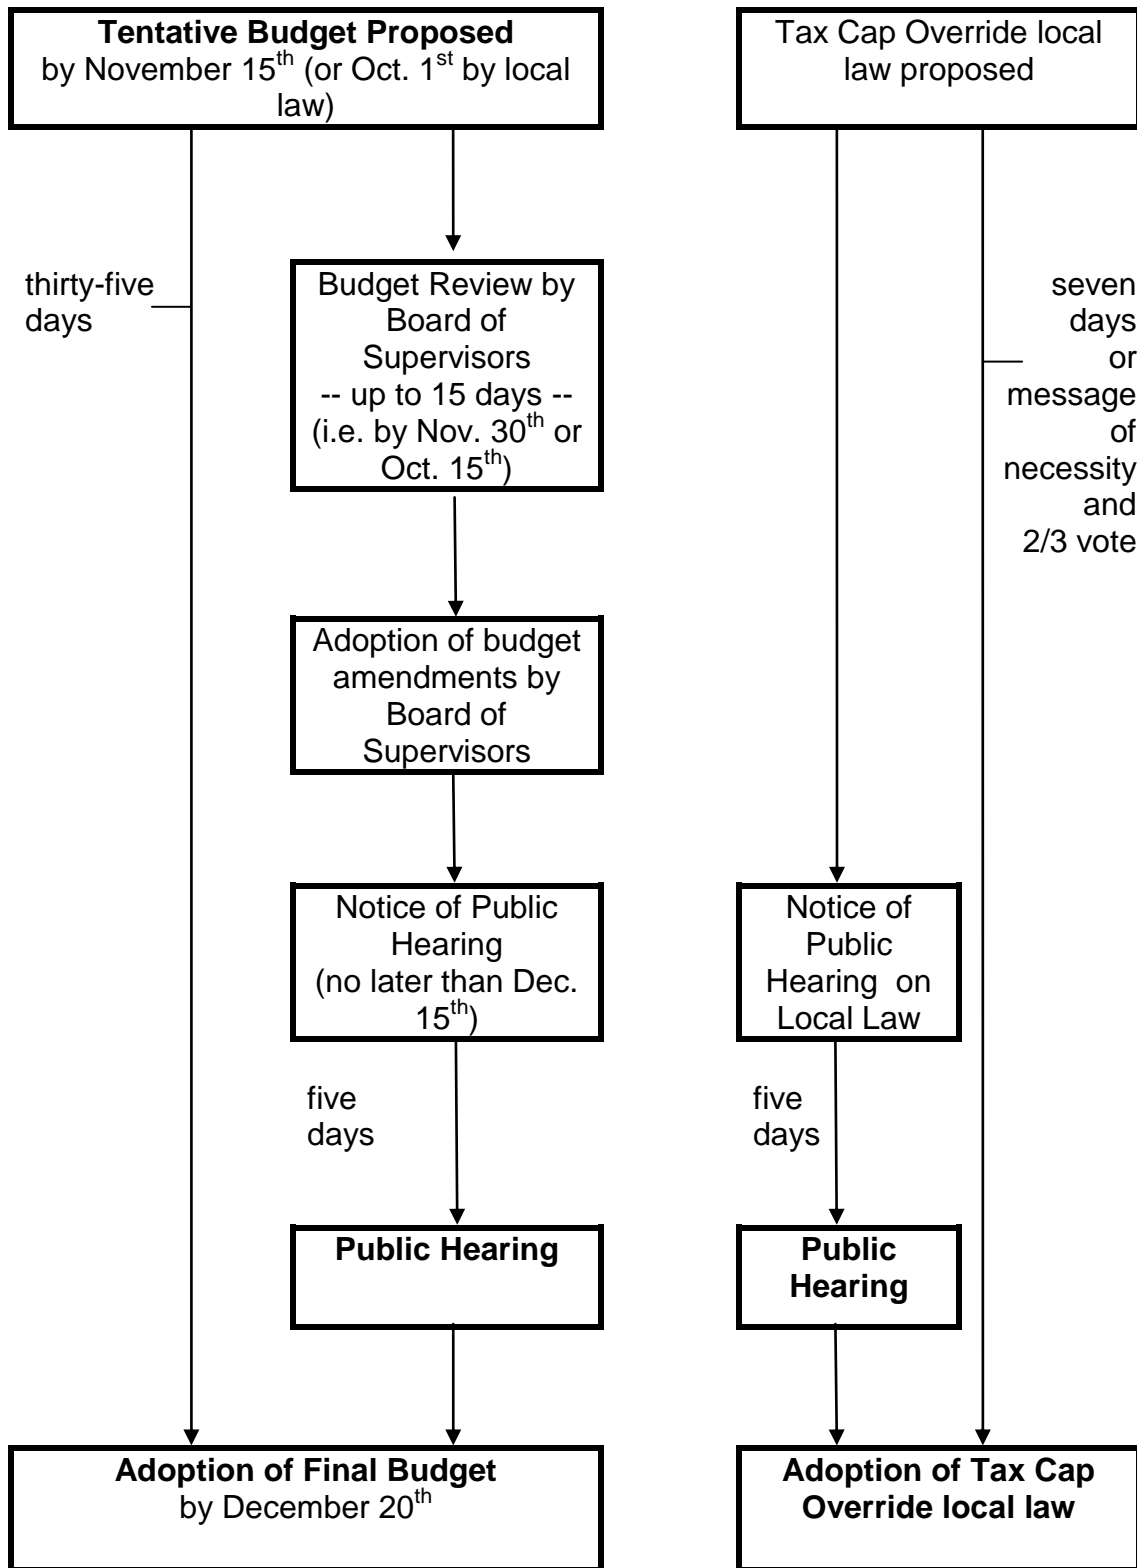 Tentative Budget Proposed
by November 15th (or Oct. 1st by local
law)
Tax Cap Override local
law proposed
thirty-five
days
Budget Review by
Board of
Supervisors
-- up to 15 days --
(i.e. by Nov. 30th or
Oct. 15th)
seven
days
or
message
of
necessity
and
2/3 vote
Adoption of budget
amendments by
Board of
Supervisors
Notice of Public
Hearing
(no later than Dec.
15th)
Notice of
Public
Hearing on
Local Law
five
days
five
days
Public Hearing
Public
Hearing
Adoption of Final Budget
by December 20th
Adoption of Tax Cap
Override local law